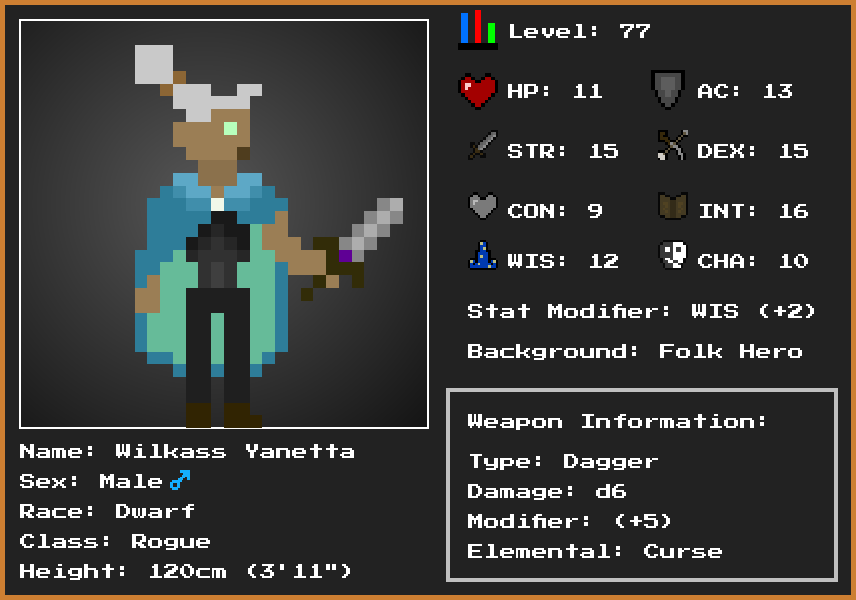 Level: 77
HP: 11 AC: 13
STR: 15 DEX: 15
CON: 9 INT: 16
WIS: 12 CHA: 10
Stat Modifier: WIS (+2)
Background: Folk Hero
Weapon Information:
Type: Dagger
Damage: d6
Modifier: (+5)
Elemental: Curse
Name: Wilkass Yanetta
Sex: Male ♂
Race: Dwarf
Class: Rogue
Height: 120cm (3'11")